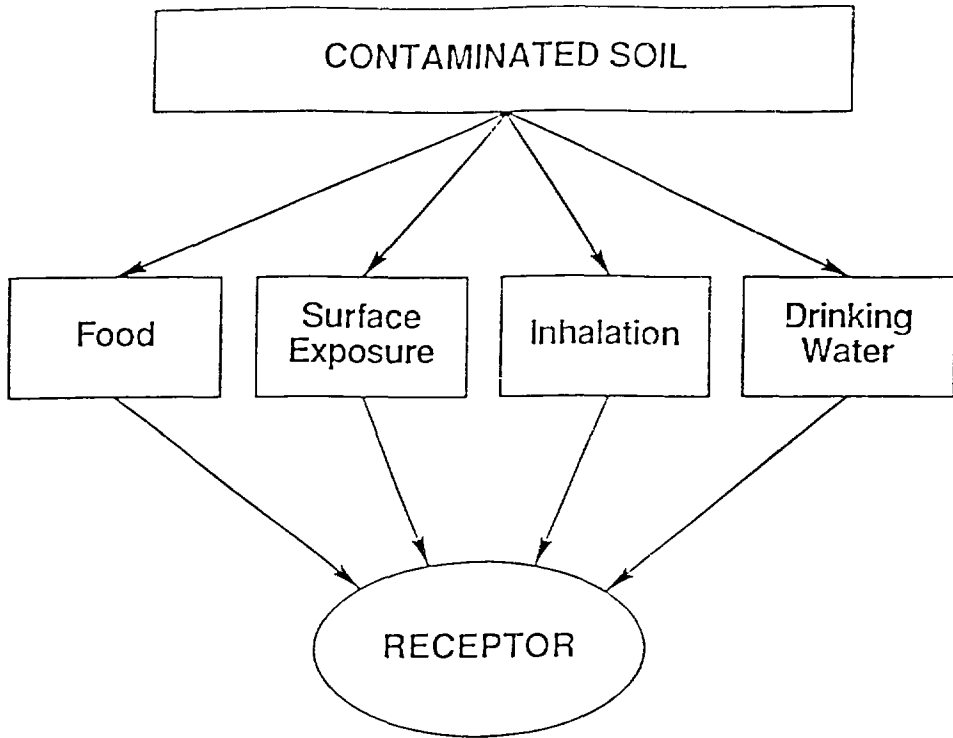 CONTAMINATED SOIL
Food
Surface
Exposure
Inhalation
Drinking
Water
RECEPTOR